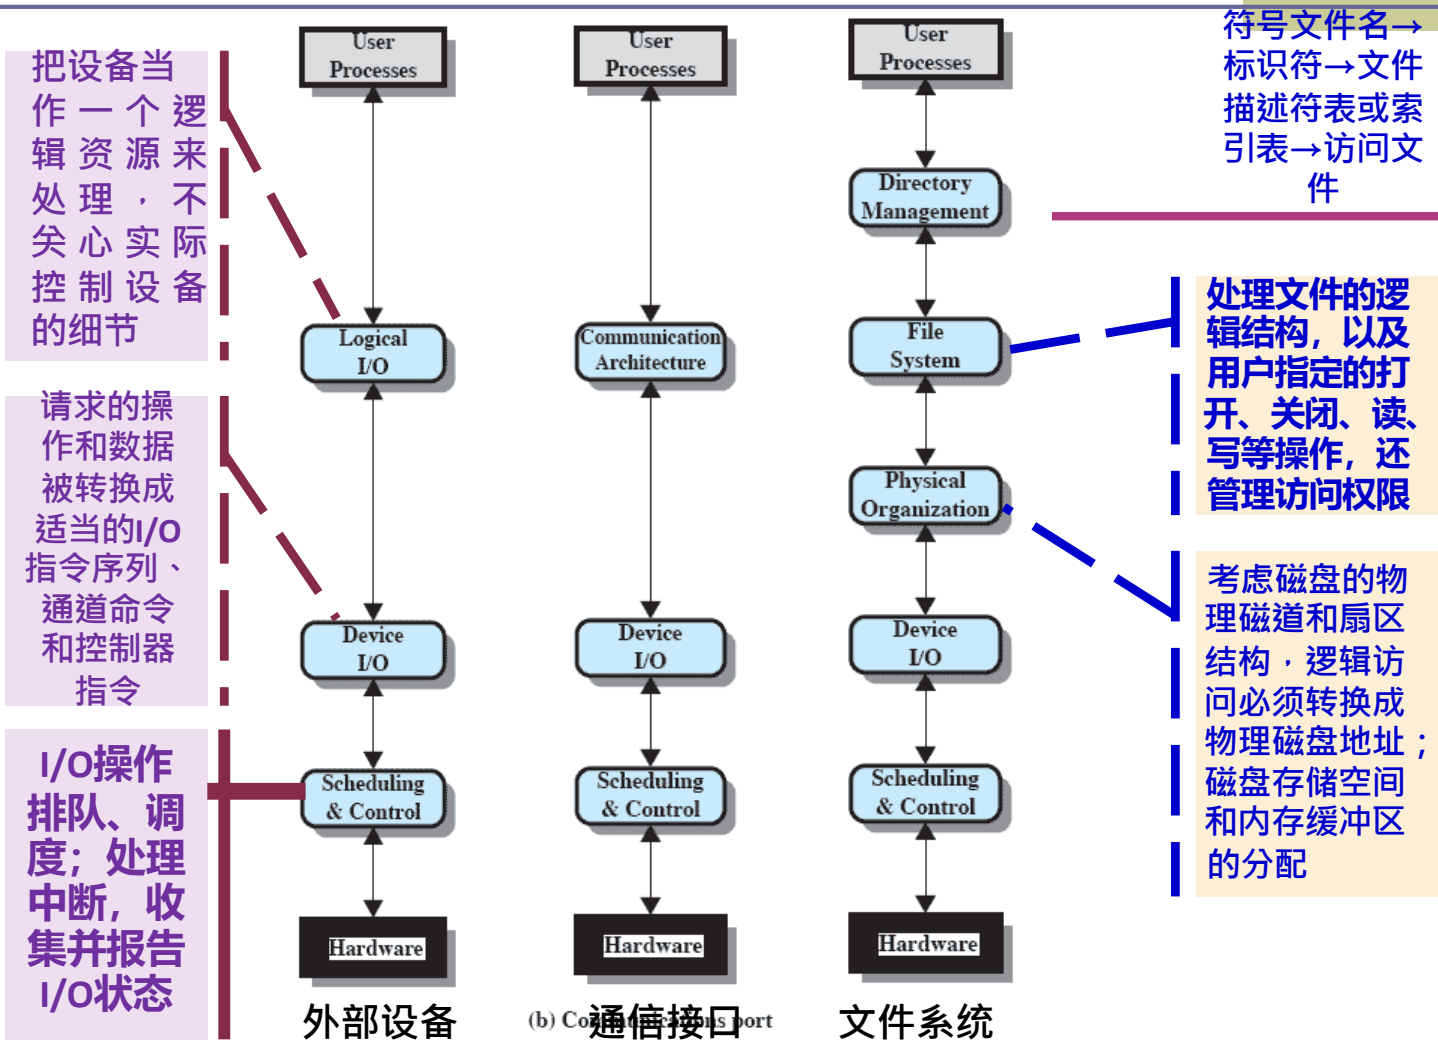 把设备当
作一个逻
辑资源来
处理，不
关心实际
控制设备
的细节
请求的操
作和数据
被转换成
适当的I/O
指令序列、
通道命令
和控制器
指令
I/O操作
排队、调
度；处理
中断，收
集并报告
I/O状态
User
Processes
Logical
I/O
Device
I/O
Scheduling
& Control
Hardware
外部设备
User
Processes
Communication
Architecture
Device
I/O
Scheduling
& Control
Hardware
(b) Communications port
通信接口
User
Processes
Directory
Management
File
System
Physical
Organization
Device
I/O
Scheduling
& Control
Hardware
文件系统
符号文件名→
标识符→文件
描述符表或索
引表→访问文
件
处理文件的逻
辑结构，以及
用户指定的打
开、关闭、读、
写等操作，还
管理访问权限
考虑磁盘的物
理磁道和扇区
结构，逻辑访
问必须转换成
物理磁盘地址；
磁盘存储空间
和内存缓冲区
的分配